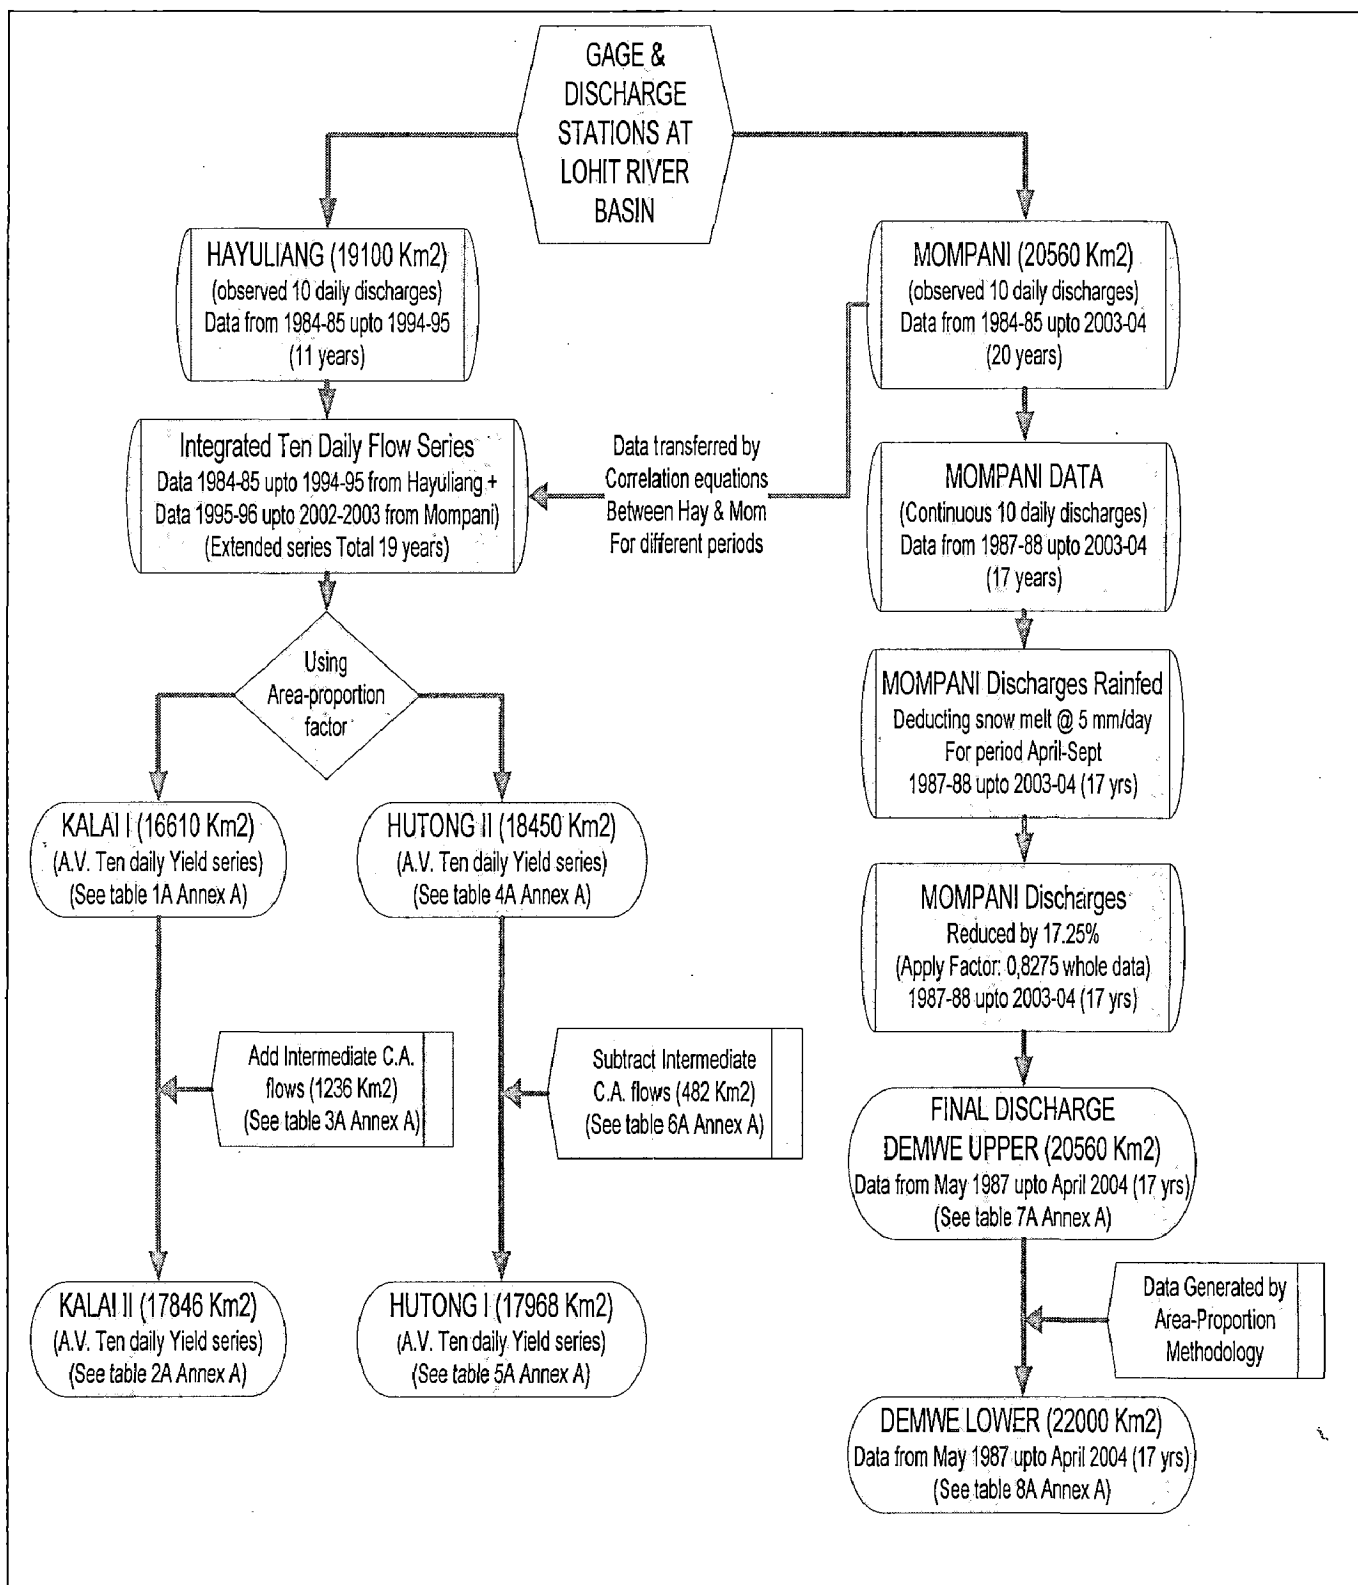 GAGE &
DISCHARGE
STATIONS AT
LOHIT RIVER
BASIN
HAYULIANG (19100 Km2)
(observed 10 daily discharges)
Data from 1984-85 upto 1994-95
(11 years)
MOMPANI (20560 Km2)
(observed 10 daily discharges)
Data from 1984-85 upto 2003-04
(20 years)
Integrated Ten Daily Flow Series
Data 1984-85 upto 1994-95 from Hayuliang +
Data 1995-96 upto 2002-2003 from Mompani)
(Extended series Total 19 years)
Data transferred by
Correlation equations
Between Hay & Mom
For different periods
MOMPANI DATA
(Continuous 10 daily discharges)
Data from 1987-88 upto 2003-04
(17 years)
Using
Area-proportion
factor
MOMPANI Discharges Rainfed
Deducting snow melt @ 5 mm/day
For period April-Sept
1987-88 upto 2003-04 (17 yrs)
KALAI I (16610 Km2)
(A.V. Ten daily Yield series)
(See table 1A Annex A)
HUTONG II (18450 Km2)
(A.V. Ten daily Yield series)
(See table 4A Annex A)
MOMPANI Discharges
Reduced by 17.25%
(Apply Factor: 0,8275 whole data)
1987-88 upto 2003-04 (17 yrs)
Add Intermediate C.A.
flows (1236 Km2)
(See table 3A Annex A)
Subtract Intermediate
C.A. flows (482 Km2)
(See table 6A Annex A)
FINAL DISCHARGE
DEMWE UPPER (20560 Km2)
Data from May 1987 upto April 2004 (17 yrs)
(See table 7A Annex A)
KALAI II (17846 Km2)
(A.V. Ten daily Yield series)
(See table 2A Annex A)
HUTONG I (17968 Km2)
(A.V. Ten daily Yield series)
(See table 5A Annex A)
Data Generated by
Area-Proportion
Methodology
DEMWE LOWER (22000 Km2)
Data from May 1987 upto April 2004 (17 yrs)
(See table 8A Annex A)